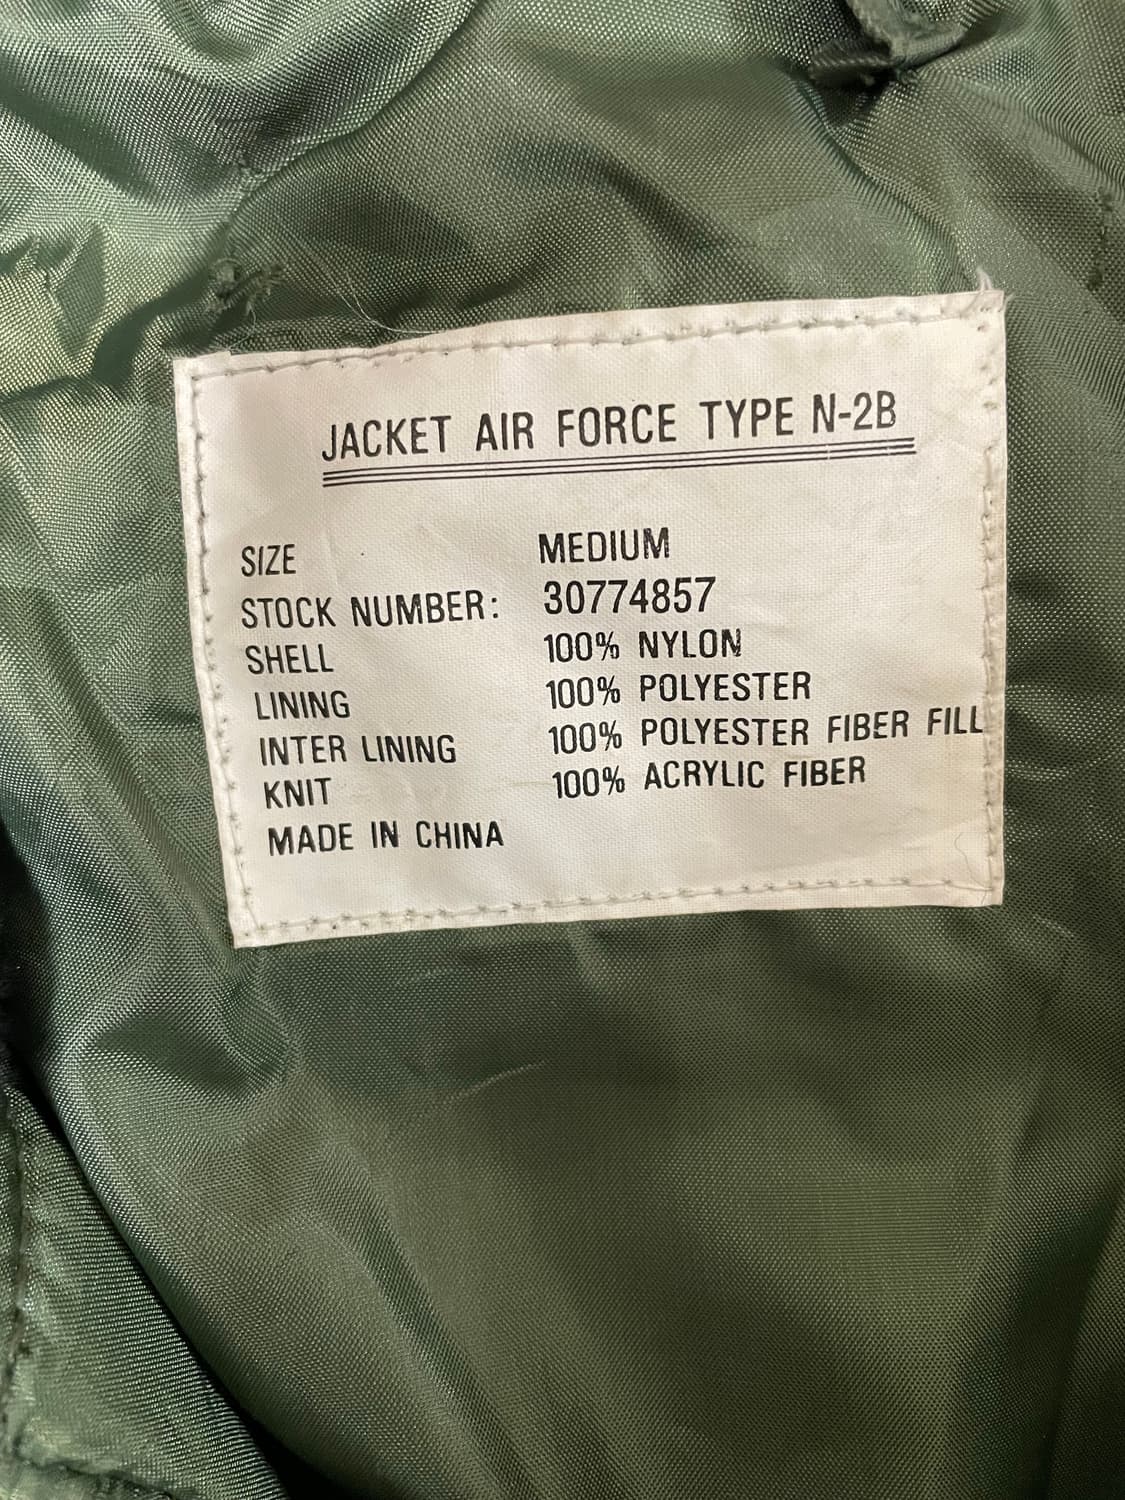 JACKET AIR FORCE TYPE N-2B
SIZE MEDIUM
STOCK NUMBER: 30774857
SHELL 100% NYLON
LINING 100% POLYESTER
INTER LINING 100% POLYESTER FIBER FILL
KNIT 100% ACRYLIC FIBER
MADE IN CHINA